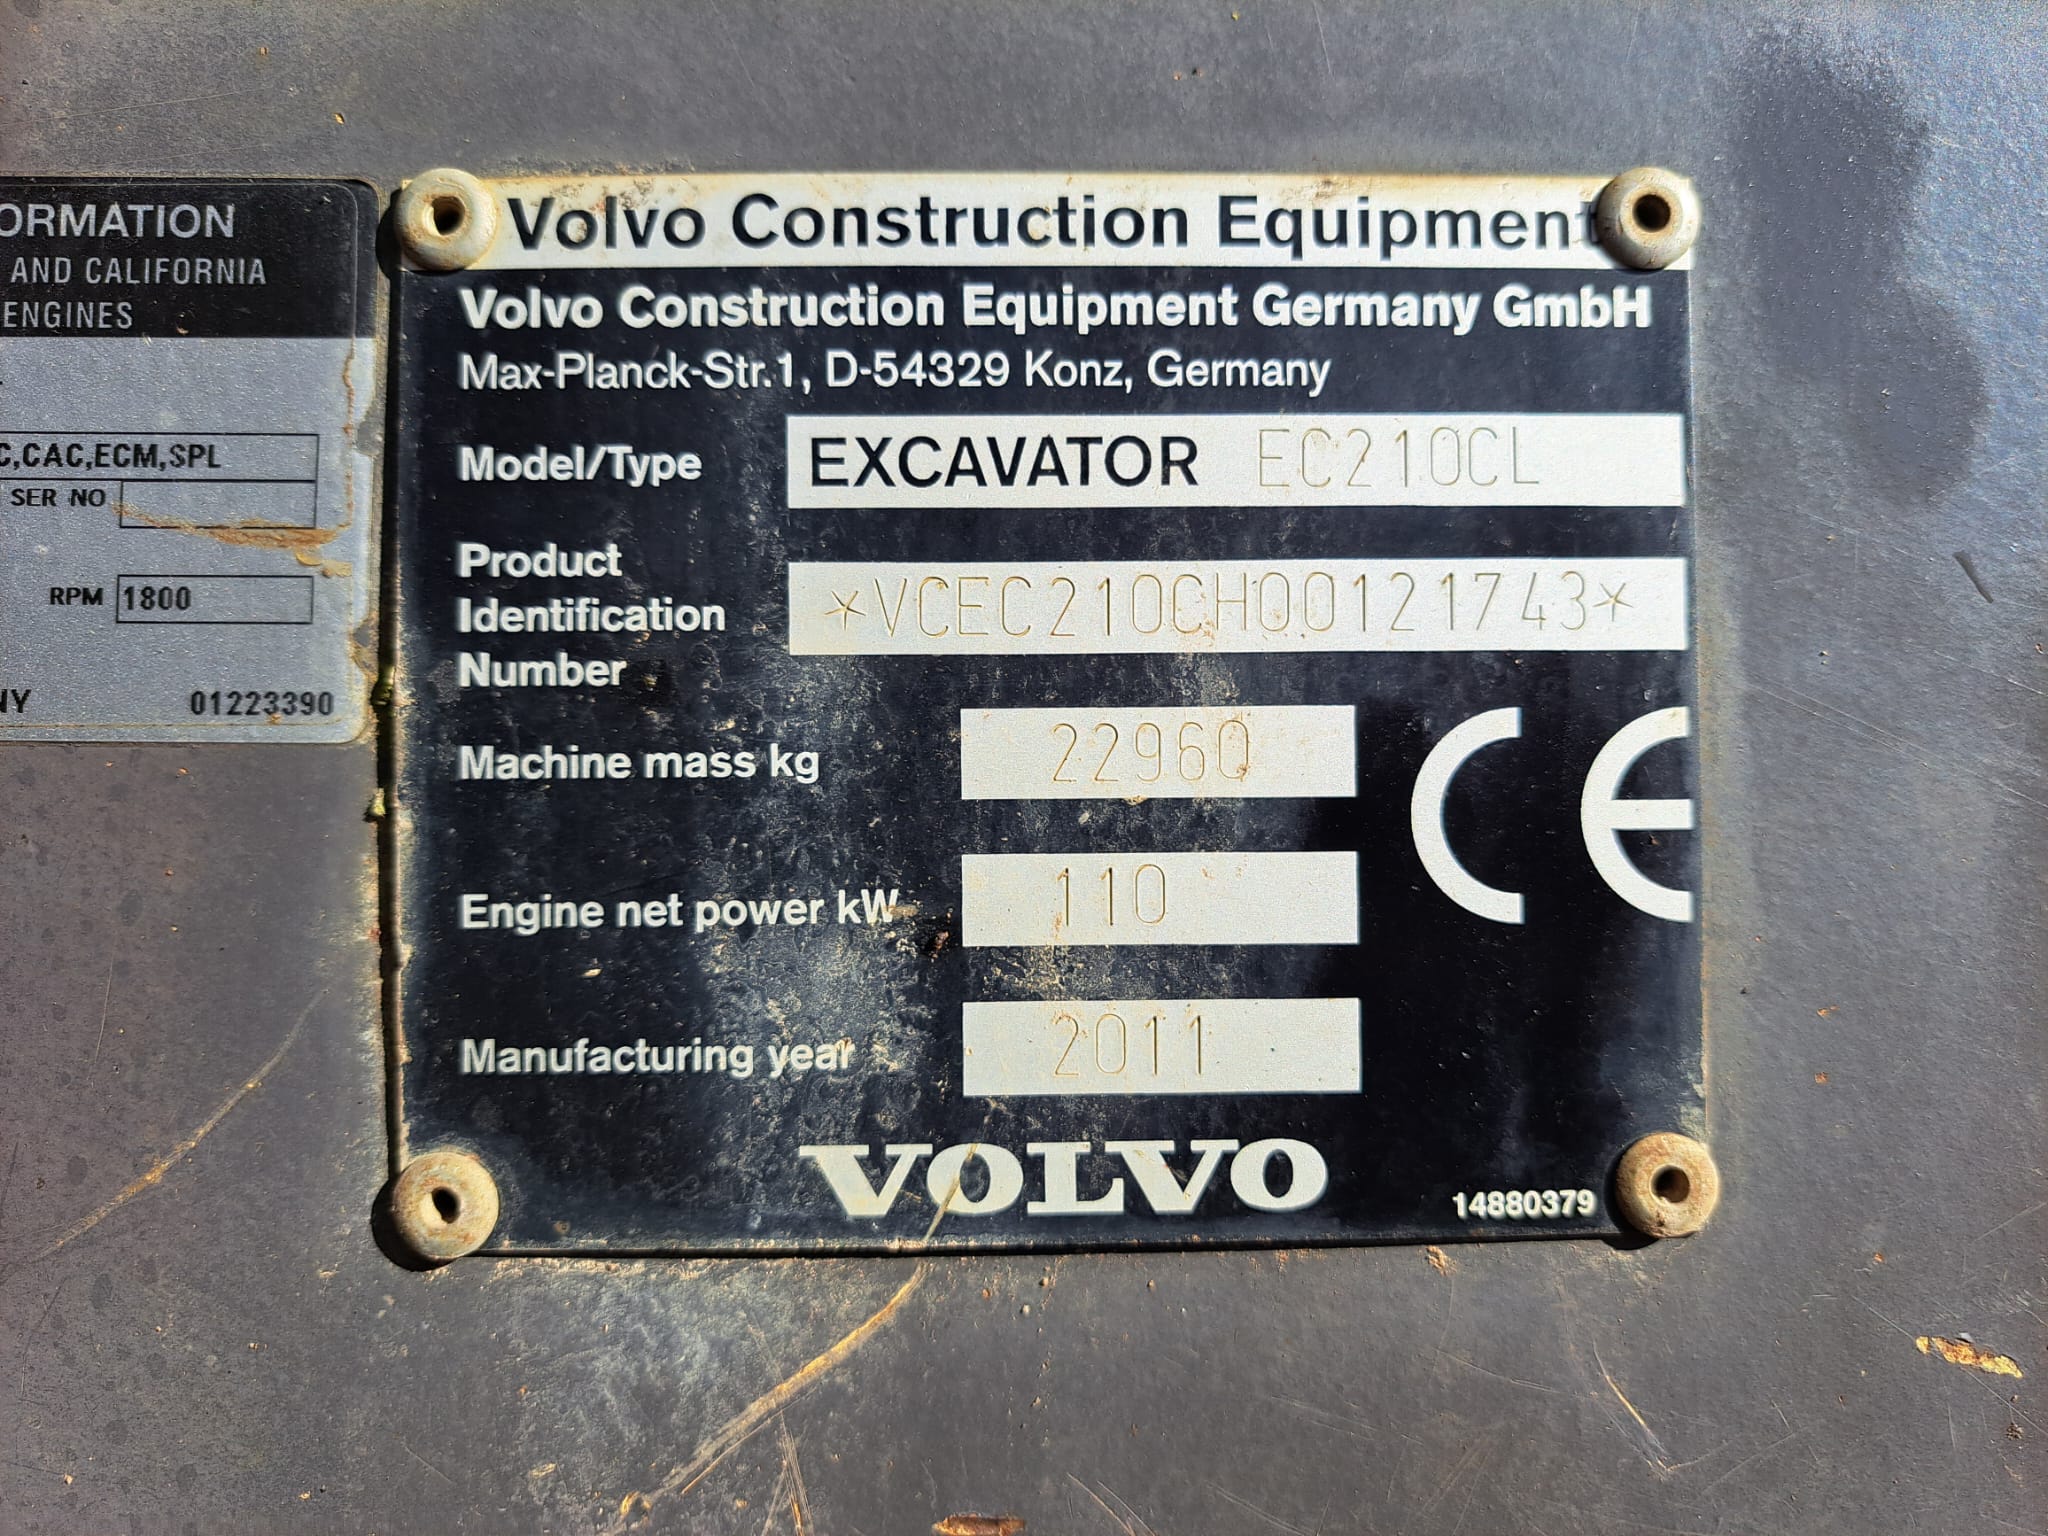 ORMATION
AND CALIFORNIA
ENGINES
C,CAC,ECM,SPL
SER NO
RPM 1800
NY 01223390
Volvo Construction Equipment
Volvo Construction Equipment Germany GmbH
Max-Planck-Str.1, D-54329 Konz, Germany
Model/Type EXCAVATOR EC210CL
Product
Identification
Number
*VCEC210CH00121743*
Machine mass kg 22960
CE
Engine net power kW 110
Manufacturing year 2011
VOLVO
14880379